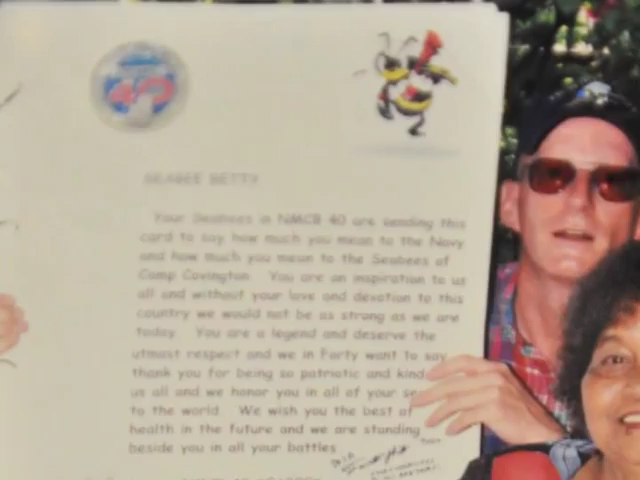 40
SEABEE BETTY
Your Seabees in NMCB 40 are sending this
card to say how much you mean to the Navy
and how much you mean to the Seabees of
Camp Covington You are an inspiration to us
all and without your love and devotion to this
country we would not be as strong as we are
today You are a legend and deserve the
utmost respect and we in Forty want to say
thank you for being so patriotic and kind
us all and we honor you in all of your
to the world We wish you the best of
health in the future and we are standing
beside you in all your battles